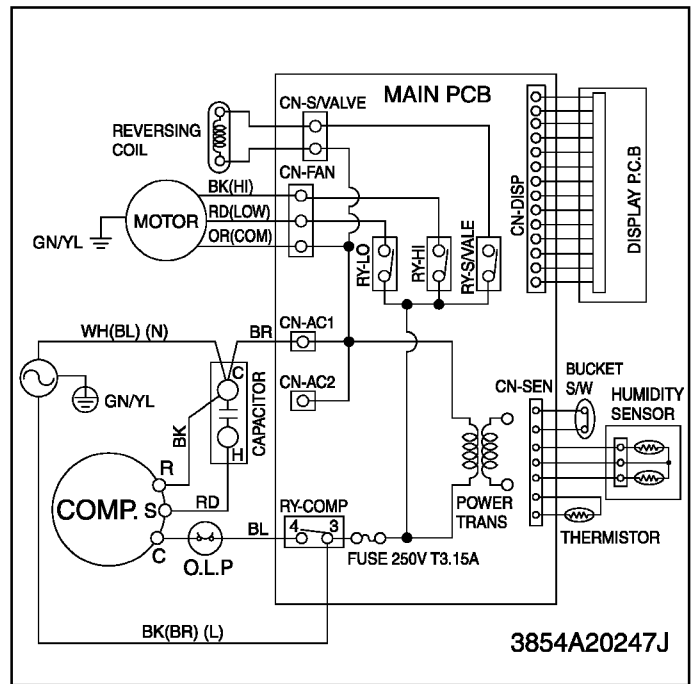 MAIN PCB
CN-S/VALVE
REVERSING
COIL
CN-FAN
BK(HI)
RD(LOW)
OR(COM)
MOTOR
GN/YL
RY-LO
RY-HI
RY-S/VALE
CN-DISP
DISPLAY P.C.B
WH(BL) (N)
BR
CN-AC1
CN-AC2
GN/YL
C
H
CAPACITOR
BK
R
COMP.
S
RD
C
O.L.P
BL
RY-COMP
4
3
FUSE 250V T3.15A
POWER
TRANS
CN-SEN
BUCKET
S/W
HUMIDITY
SENSOR
THERMISTOR
BK(BR) (L)
3854A20247J